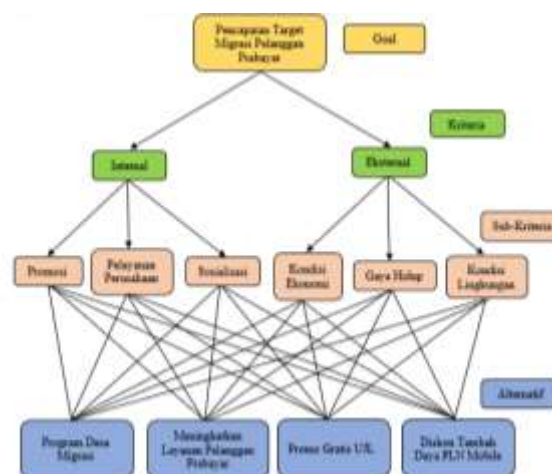 Pencapaian Target
Migrasi Pelanggan
Prabayar
Goal
Kriteria
Internal
Eksternal
Sub-Kriteria
Promosi
Pelayanan
Perusahaan
Sosialisasi
Kondisi
Ekonomi
Gaya Hidup
Kondisi
Lingkungan
Alternatif
Program Desa
Migrasi
Meningkatkan
Layanan Pelanggan
Prabayar
Promo Gratis UJL
Diskon Tambah
Daya PLN Mobile